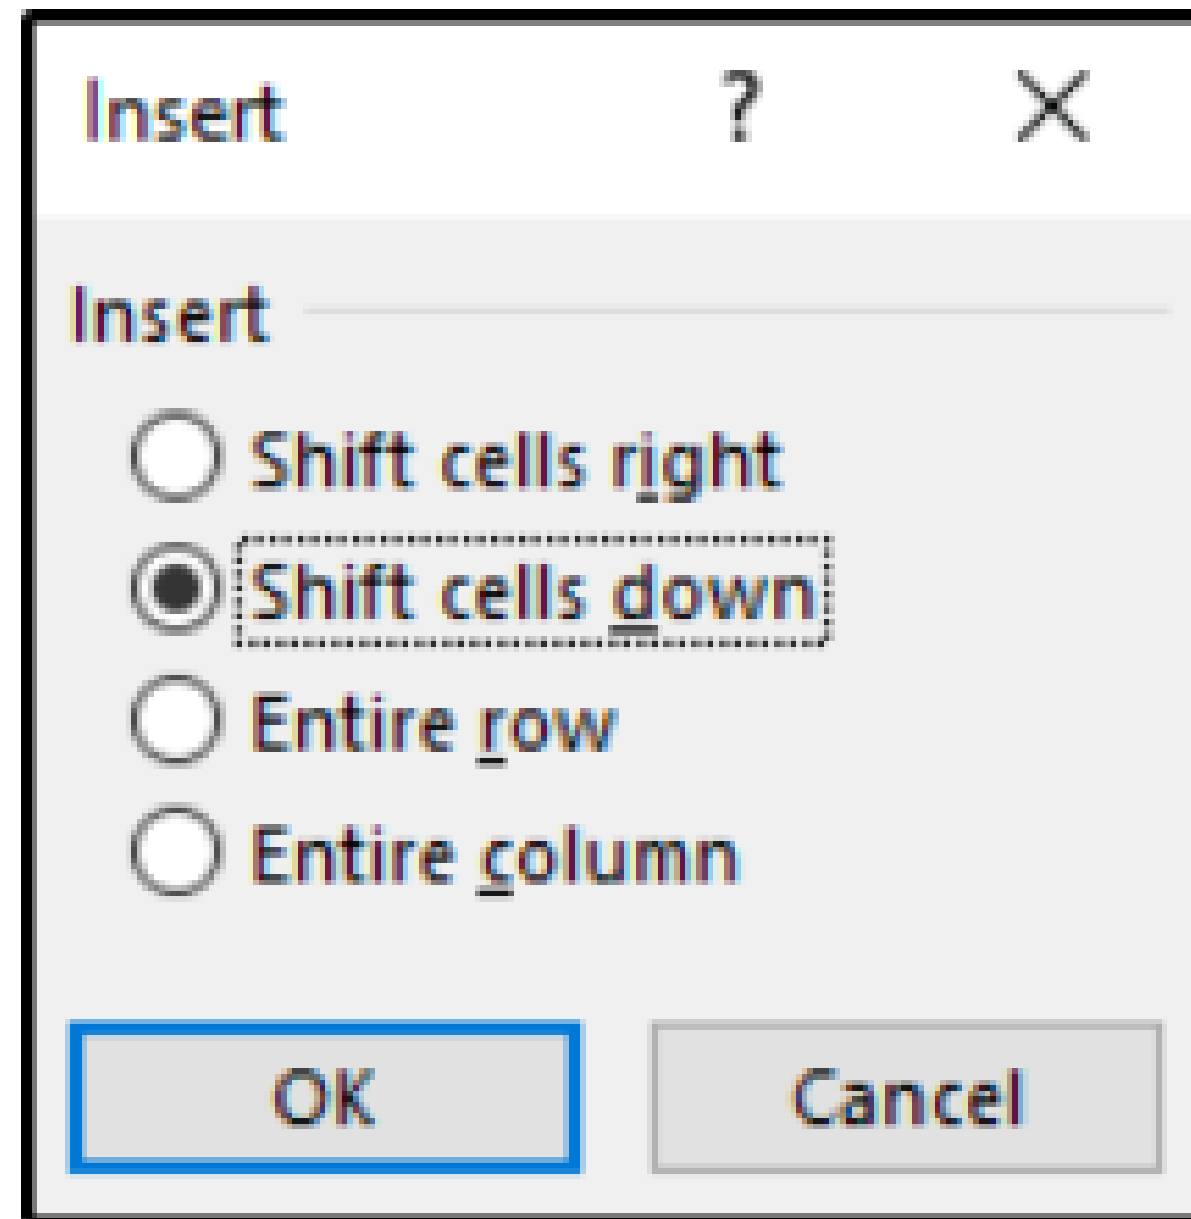 Insert ?
Insert
Shift cells right
Shift cells down
Entire row
Entire column
OK Cancel